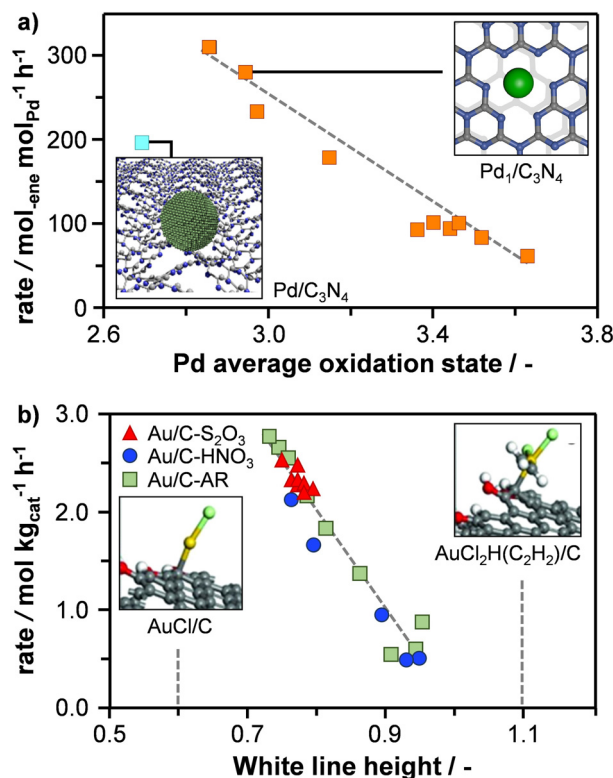 a)
300
200
100
0
rate / mol₋ene molPd⁻¹ h⁻¹
Pd₁/C₃N₄
Pd/C₃N₄
2.6 3.0 3.4 3.8
Pd average oxidation state / -
b)
3.0
2.0
1.0
0.0
rate / mol kgcat⁻¹ h⁻¹
Au/C-S₂O₃
Au/C-HNO₃
Au/C-AR
AuCl/C
AuCl₂H(C₂H₂)/C
0.5 0.7 0.9 1.1
White line height / -